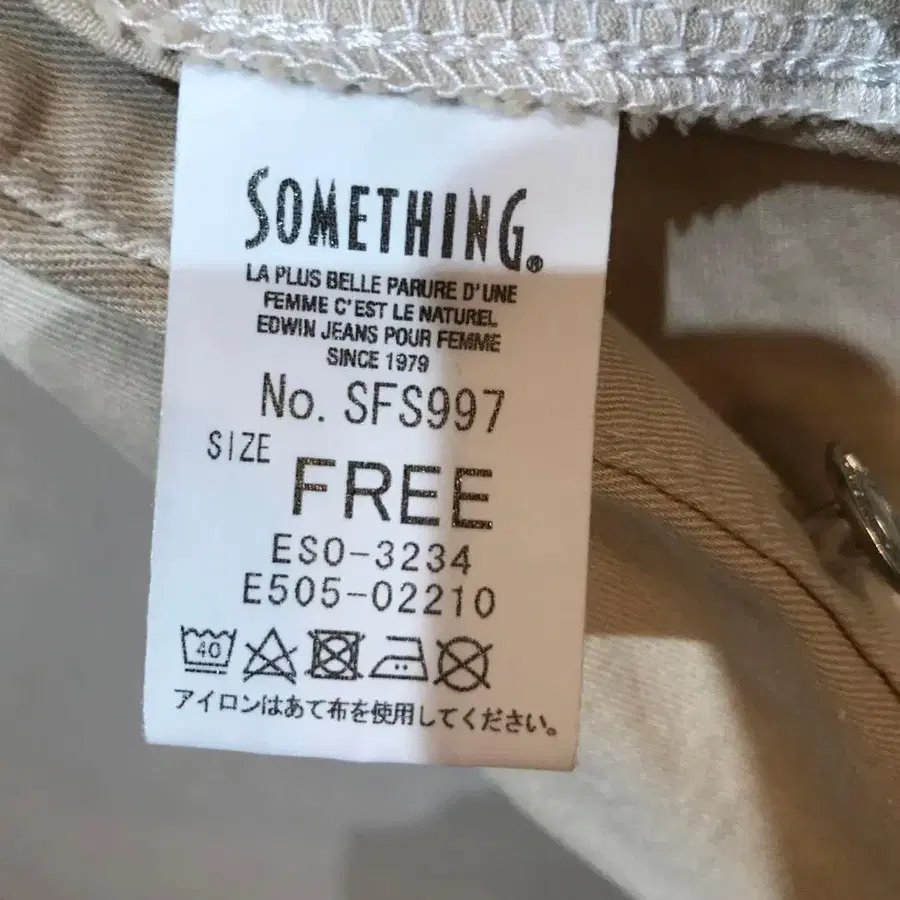 SOMETHING®
LA PLUS BELLE PARURE D'UNE
FEMME C'EST LE NATUREL
EDWIN JEANS POUR FEMME
SINCE 1979
No. SFS997
SIZE
FREE
ES0-3234
E505-02210
40
アイロンはあて布を使用してください。